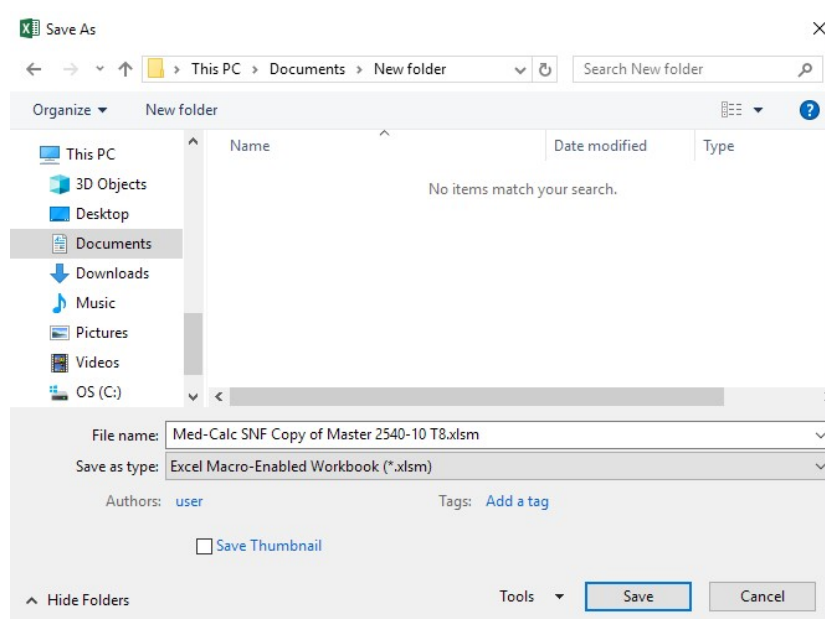 Save As
This PC > Documents > New folder
Search New folder
Organize
New folder
?
Name
Date modified
Type
No items match your search.
This PC
3D Objects
Desktop
Documents
Downloads
Music
Pictures
Videos
OS (C:)
File name: Med-Calc SNF Copy of Master 2540-10 T8.xlsm
Save as type: Excel Macro-Enabled Workbook (*.xlsm)
Authors: user
Tags: Add a tag
Save Thumbnail
Hide Folders
Tools
Save
Cancel